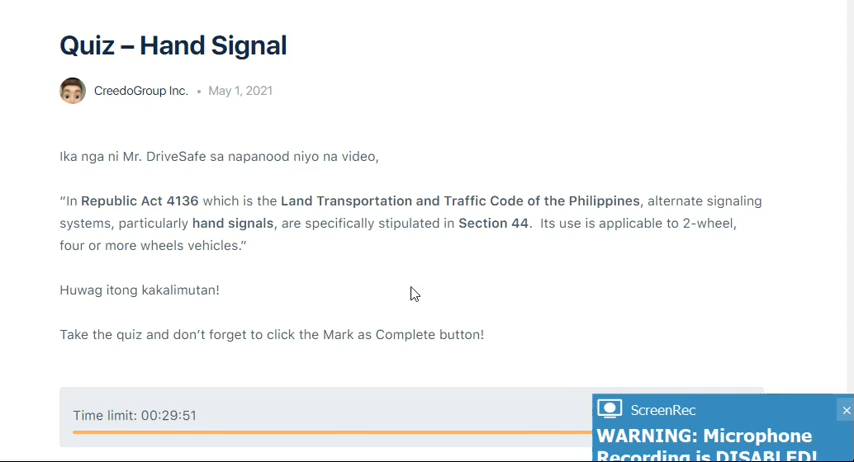 Quiz – Hand Signal
CreedoGroup Inc. • May 1, 2021
Ika nga ni Mr. DriveSafe sa napanood niyo na video,
“In Republic Act 4136 which is the Land Transportation and Traffic Code of the Philippines, alternate signaling
systems, particularly hand signals, are specifically stipulated in Section 44. Its use is applicable to 2-wheel,
four or more wheels vehicles.”
Huwag itong kakalimutan!
Take the quiz and don’t forget to click the Mark as Complete button!
Time limit: 00:29:51
ScreenRec
WARNING: Microphone
Recording is DISABLED!